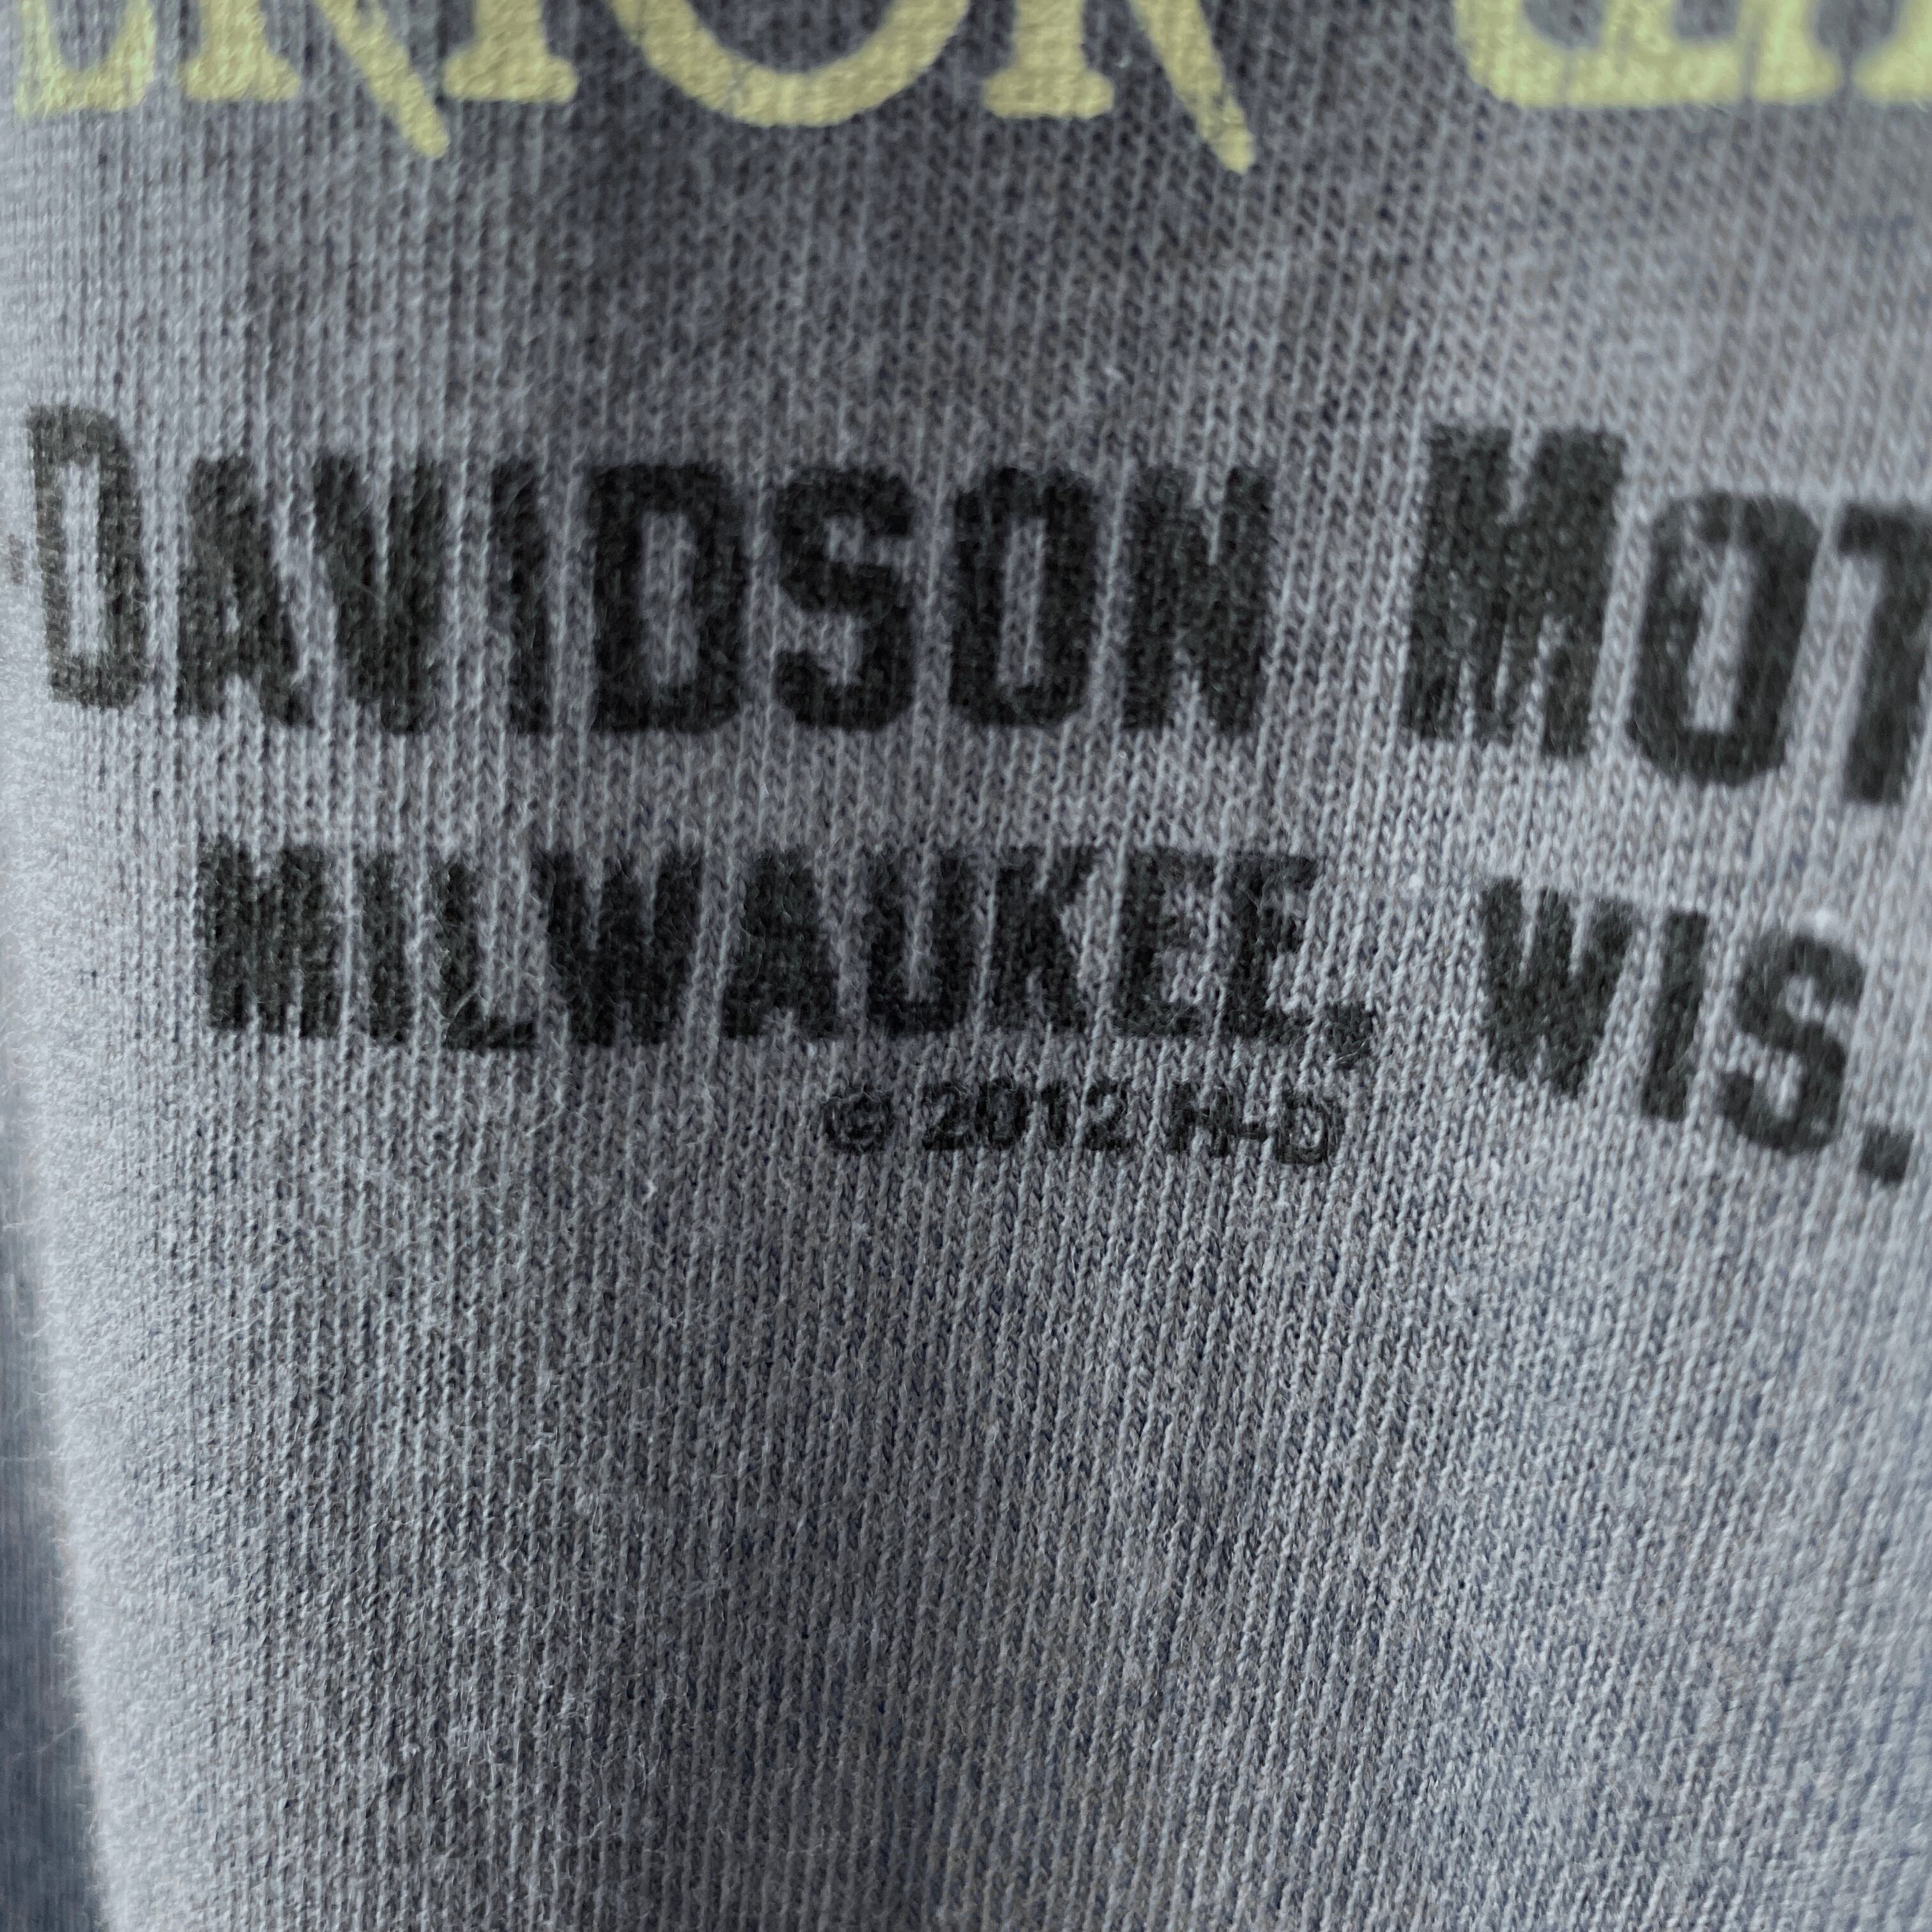 -DAVIDSON MOT
MILWAUKEE, WIS.
© 2012 H-D